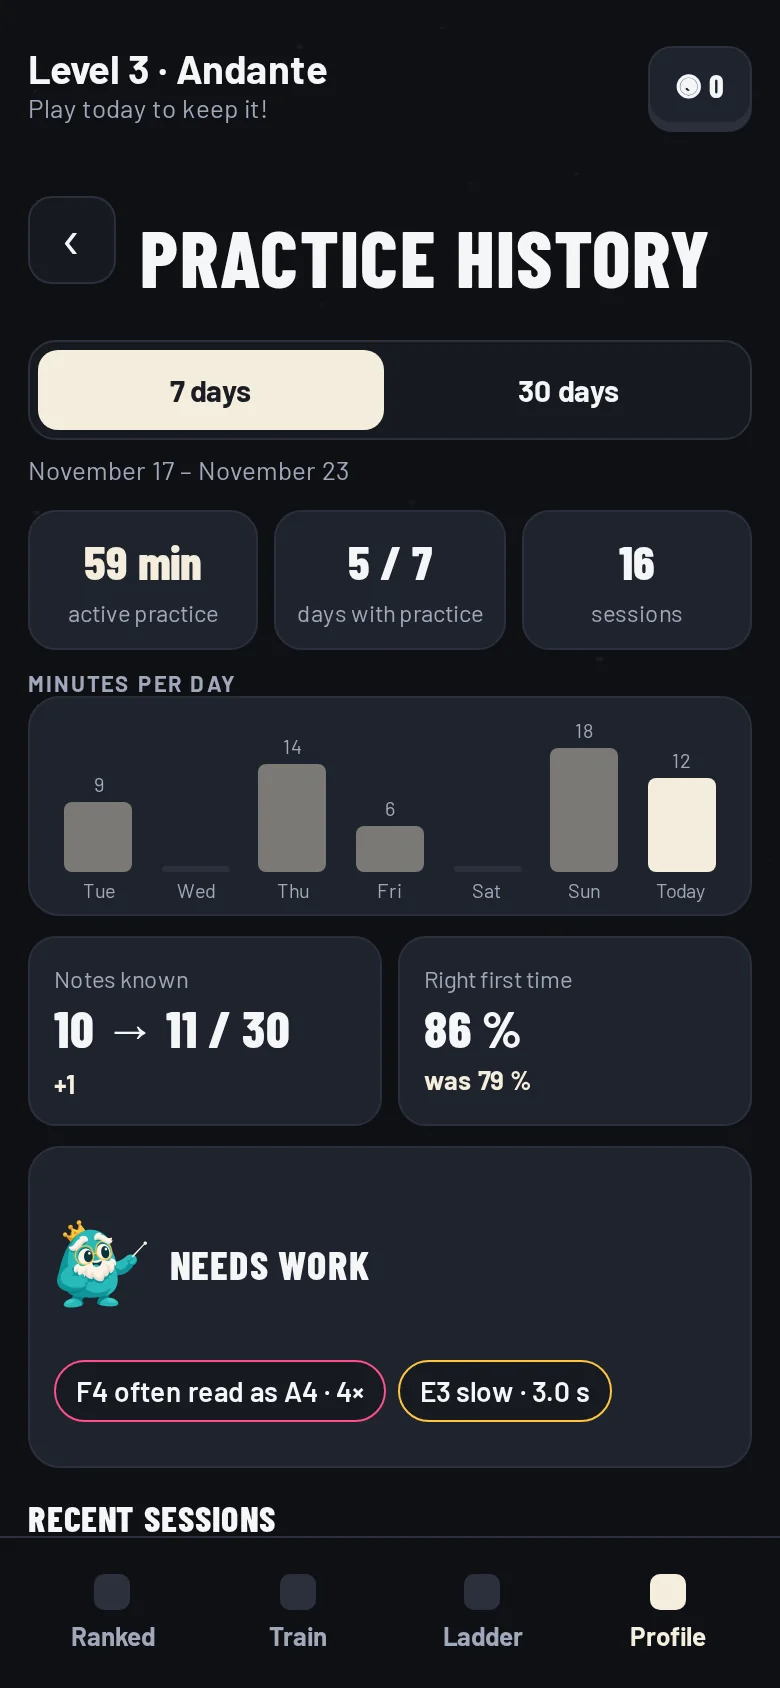 Level 3 · Andante
Play today to keep it!
0
‹
PRACTICE HISTORY
7 days
30 days
November 17 – November 23
59 min
active practice
5 / 7
days with practice
16
sessions
MINUTES PER DAY
9
14
6
18
12
Tue
Wed
Thu
Fri
Sat
Sun
Today
Notes known
10 → 11 / 30
+1
Right first time
86 %
was 79 %
NEEDS WORK
F4 often read as A4 · 4×
E3 slow · 3.0 s
RECENT SESSIONS
Ranked
Train
Ladder
Profile